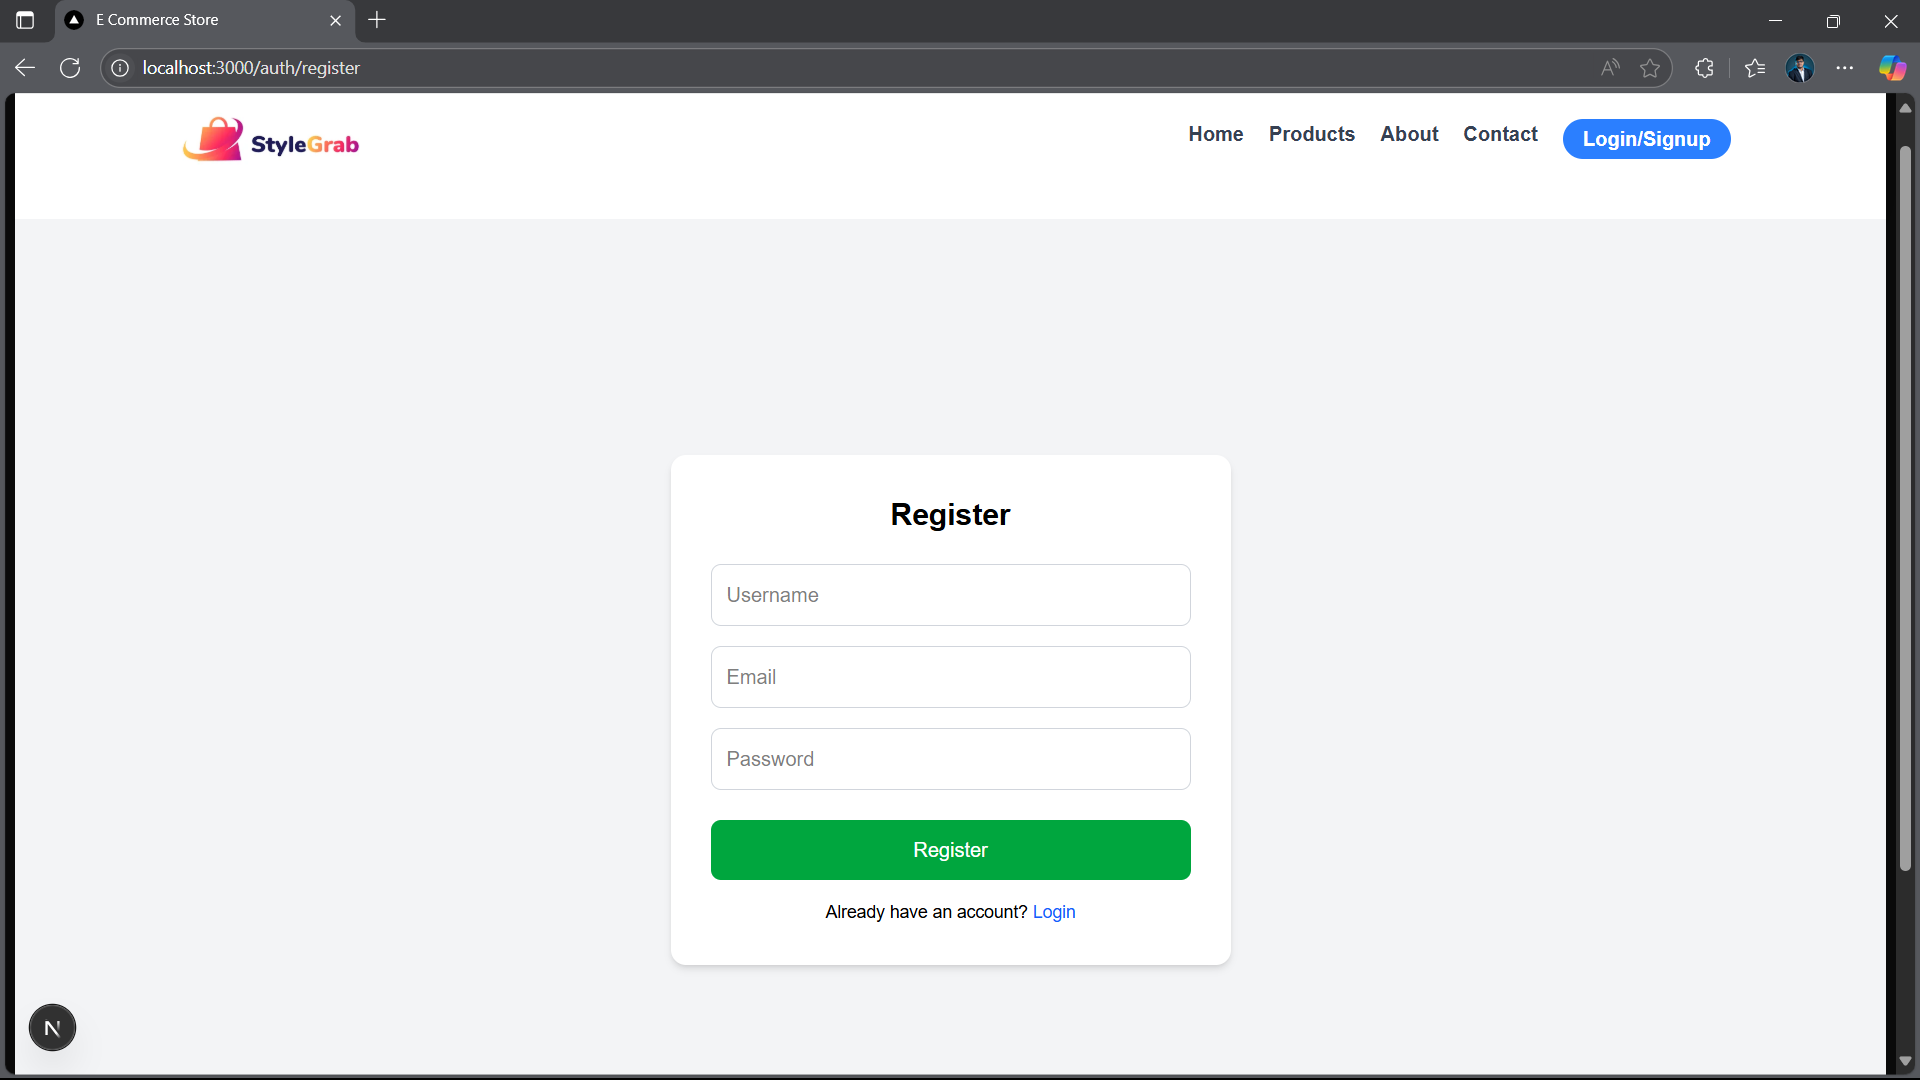 E Commerce Store
localhost:3000/auth/register
StyleGrab
Home Products About Contact Login/Signup
Register
Username
Email
Password
Register
Already have an account? Login
N